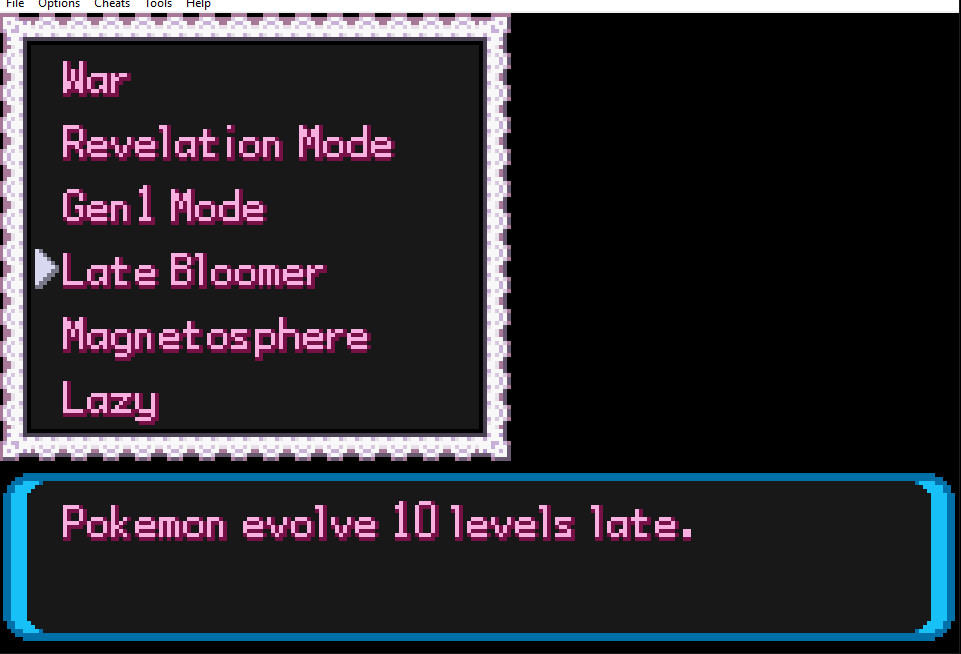 File Options Cheats Tools Help
War
Revelation Mode
Gen1 Mode
Late Bloomer
Magnetosphere
Lazy
Pokemon evolve 10 levels late.